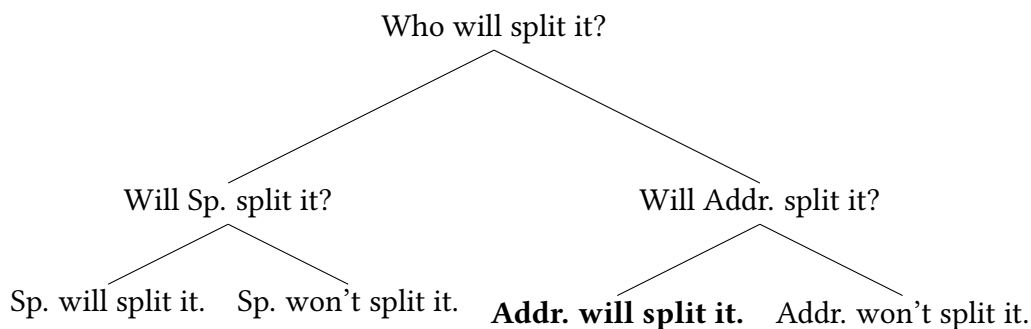 Who will split it?
Will Sp. split it?
Will Addr. split it?
Sp. will split it.
Sp. won't split it.
Addr. will split it.
Addr. won't split it.